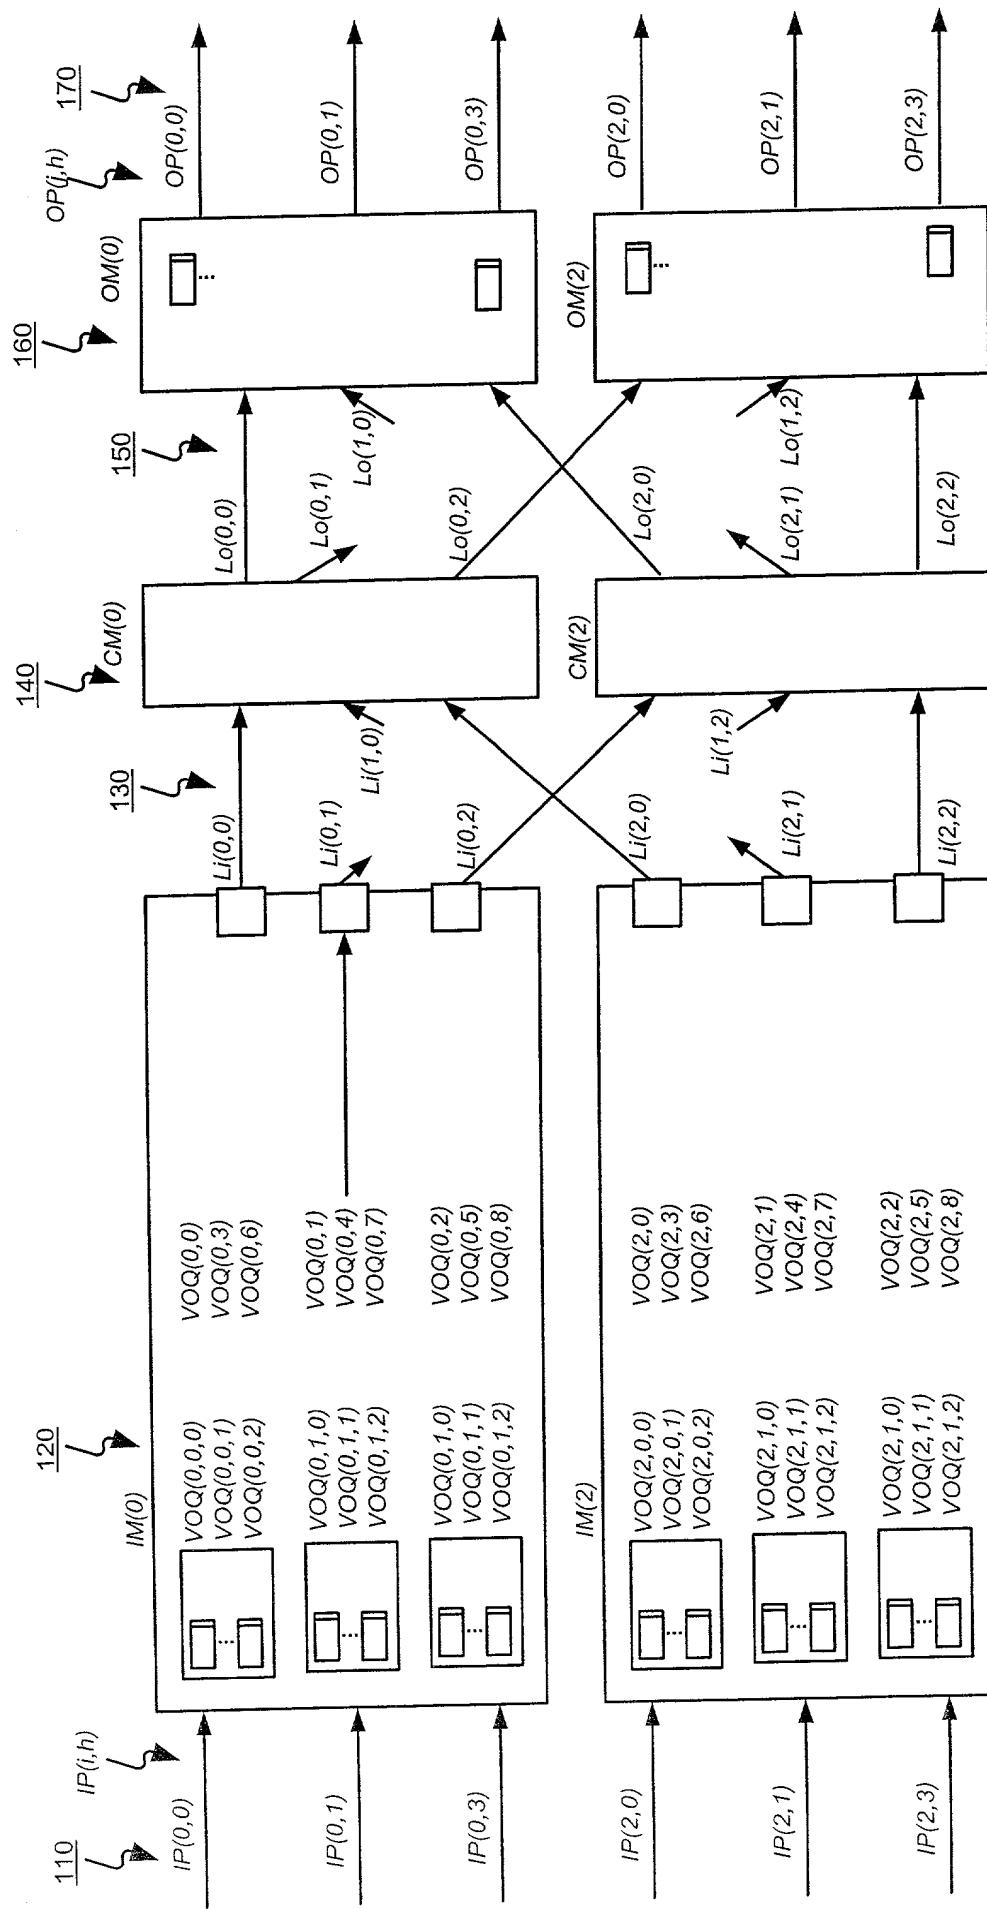 110
IP(i,h)
IP(0,0)
IP(0,1)
IP(0,3)
IP(2,0)
IP(2,1)
IP(2,3)
120
IM(0)
VOQ(0,0,0)
VOQ(0,0,1)
VOQ(0,0,2)
VOQ(0,1,0)
VOQ(0,1,1)
VOQ(0,1,2)
VOQ(0,1,0)
VOQ(0,1,1)
VOQ(0,1,2)
VOQ(0,0)
VOQ(0,3)
VOQ(0,6)
VOQ(0,1)
VOQ(0,4)
VOQ(0,7)
VOQ(0,2)
VOQ(0,5)
VOQ(0,8)
IM(2)
VOQ(2,0,0)
VOQ(2,0,1)
VOQ(2,0,2)
VOQ(2,1,0)
VOQ(2,1,1)
VOQ(2,1,2)
VOQ(2,1,0)
VOQ(2,1,1)
VOQ(2,1,2)
VOQ(2,0)
VOQ(2,3)
VOQ(2,6)
VOQ(2,1)
VOQ(2,4)
VOQ(2,7)
VOQ(2,2)
VOQ(2,5)
VOQ(2,8)
130
Li(0,0)
Li(0,1)
Li(0,2)
Li(2,0)
Li(2,1)
Li(2,2)
Li(1,0)
Li(1,2)
140
CM(0)
CM(2)
150
Lo(0,0)
Lo(0,1)
Lo(0,2)
Lo(2,0)
Lo(2,1)
Lo(2,2)
Lo(1,0)
Lo(1,2)
160
OM(0)
OM(2)
170
OP(j,h)
OP(0,0)
OP(0,1)
OP(0,3)
OP(2,0)
OP(2,1)
OP(2,3)